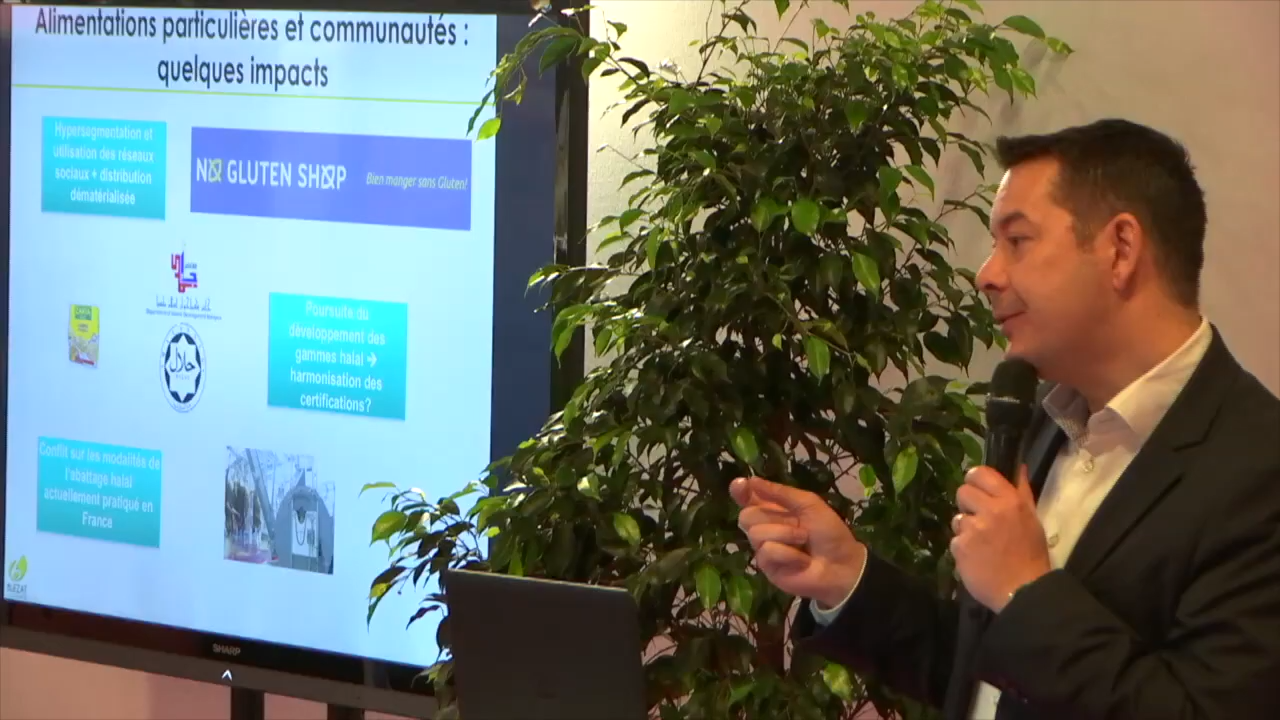 Alimentations particulières et communautés :
quelques impacts
Hypersegmentation et
utilisation des réseaux
sociaux + distribution
dématérialisée
NO GLUTEN SHOP
Bien manger sans Gluten!
حلال
Poursuite du
développement des
gammes halal →
harmonisation des
certifications?
Conflit sur les modalités de
l'abattage halal
actuellement pratiqué en
France
BLEZAT
SHARP